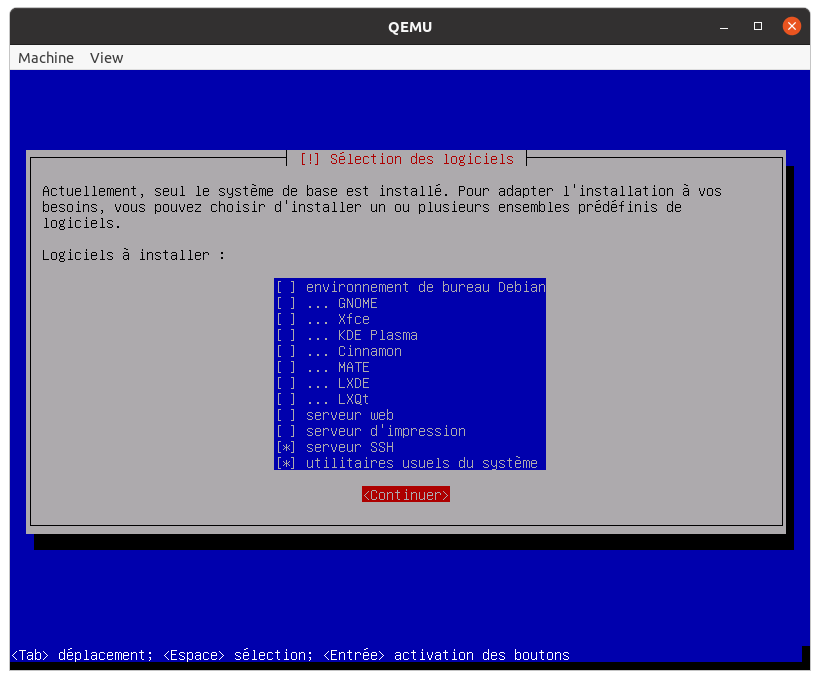 QEMU
Machine View
[!] Sélection des logiciels
Actuellement, seul le système de base est installé. Pour adapter l'installation à vos
besoins, vous pouvez choisir d'installer un ou plusieurs ensembles prédéfinis de
logiciels.
Logiciels à installer :
[ ] environnement de bureau Debian
[ ] ... GNOME
[ ] ... Xfce
[ ] ... KDE Plasma
[ ] ... Cinnamon
[ ] ... MATE
[ ] ... LXDE
[ ] ... LXQt
[ ] serveur web
[ ] serveur d'impression
[*] serveur SSH
[*] utilitaires usuels du système
<Continuer>
<Tab> déplacement; <Espace> sélection; <Entrée> activation des boutons